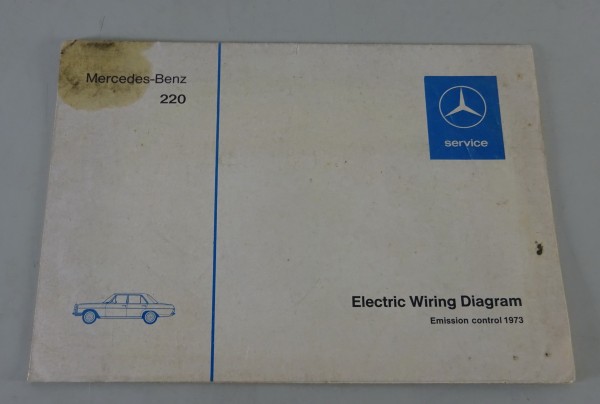 Mercedes-Benz
220
service
Electric Wiring Diagram
Emission control 1973